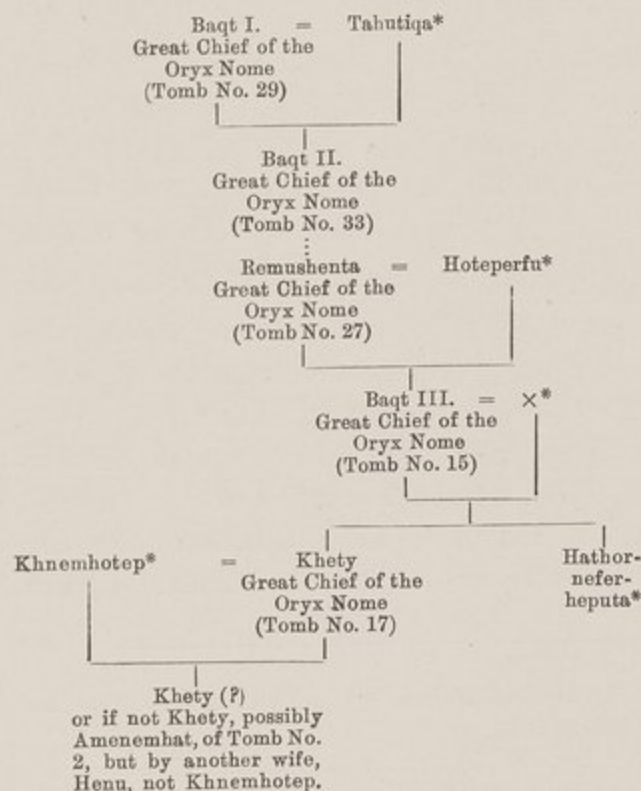 Baqt I. = Tahutiqa*
Great Chief of the
Oryx Nome
(Tomb No. 29)
Baqt II.
Great Chief of the
Oryx Nome
(Tomb No. 33)
Remushenta = Hoteperfu*
Great Chief of the
Oryx Nome
(Tomb No. 27)
Baqt III. = ×*
Great Chief of the
Oryx Nome
(Tomb No. 15)
Khnemhotep* = Khety
Great Chief of the
Oryx Nome
(Tomb No. 17)
Hathor-
nefer-
heputa*
Khety (?)
or if not Khety, possibly
Amenemhat, of Tomb No.
2, but by another wife,
Henu, not Khnemhotep.